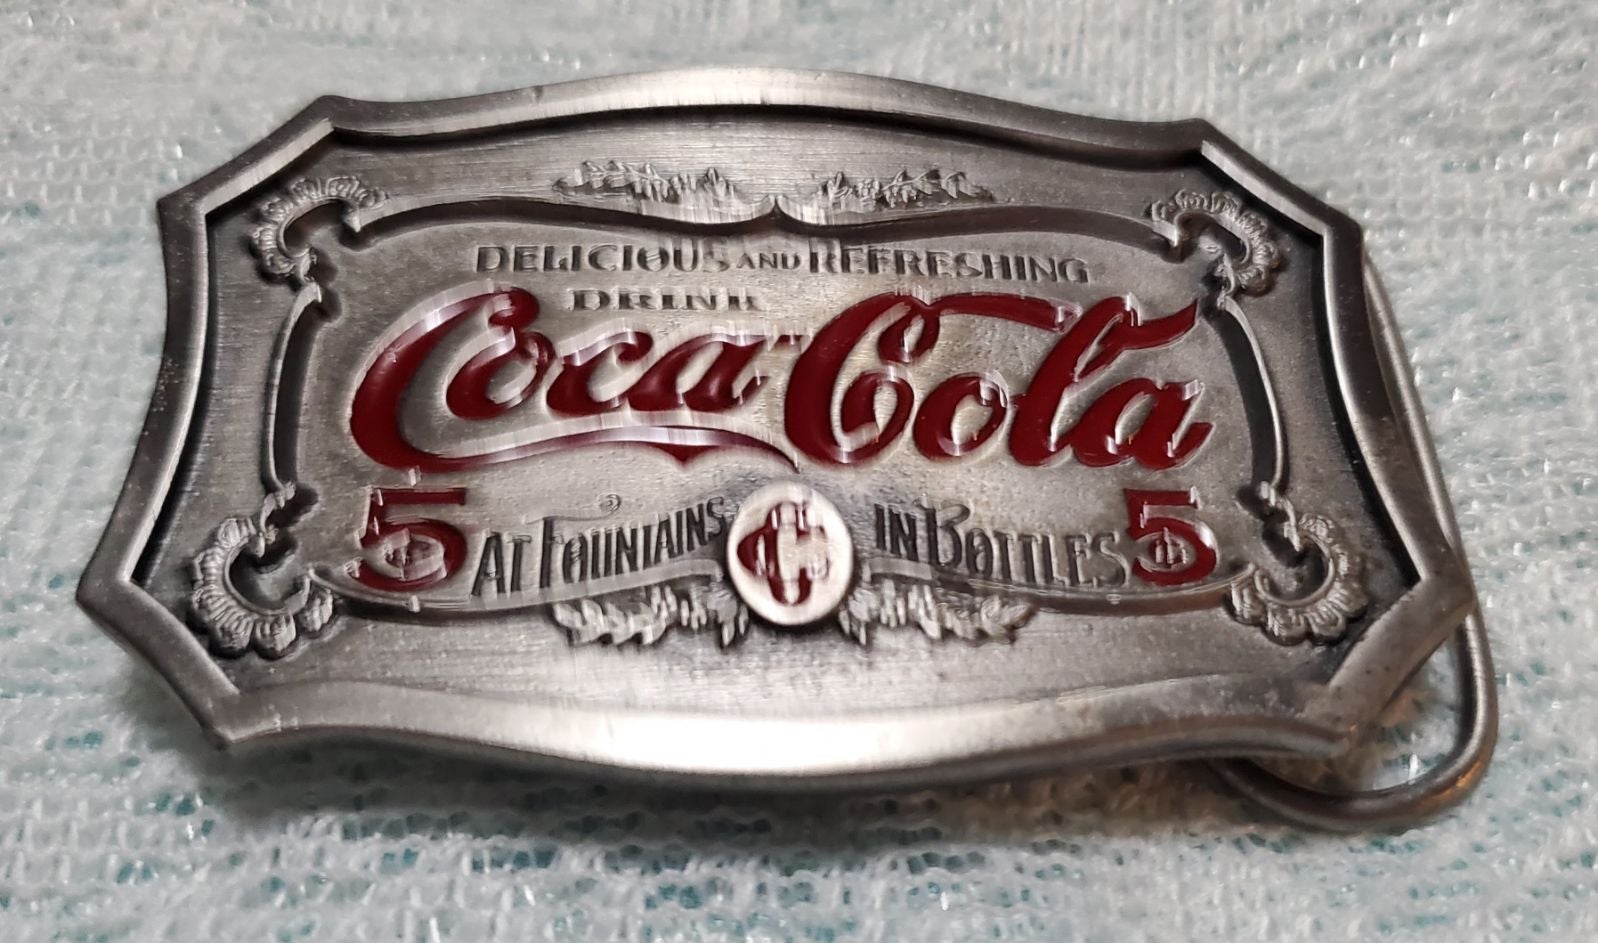 DELICIOUS AND REFRESHING
DRINK
Coca-Cola
5¢ AT FOUNTAINS IN BOTTLES 5¢